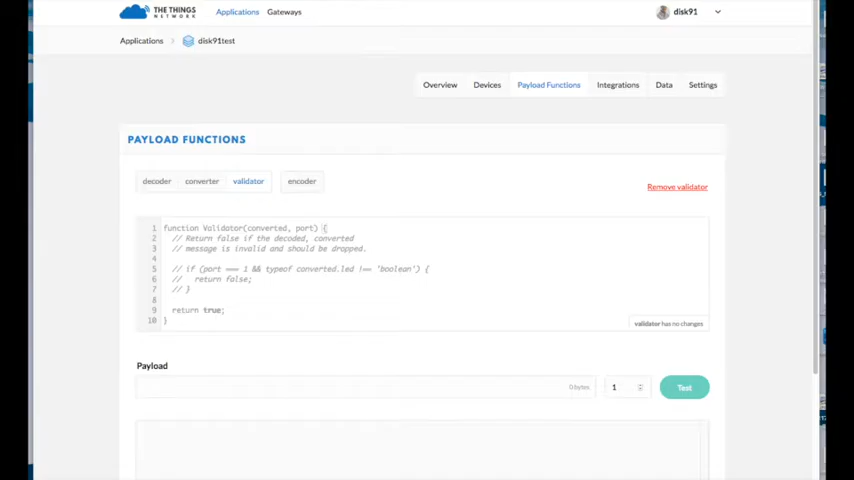 THE THINGS
NETWORK
Applications Gateways
disk91
Applications > disk91test
Overview Devices Payload Functions Integrations Data Settings
PAYLOAD FUNCTIONS
decoder converter validator encoder
Remove validator
1 function Validator(converted, port) {
2 // Return false if the decoded, converted
3 // message is invalid and should be dropped.
4
5 // if (port === 1 && typeof converted.led !== 'boolean') {
6 //   return false;
7 // }
8
9 return true;
10 }
validator has no changes
Payload
0 bytes
1
Test